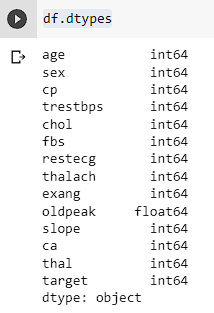 df.dtypes
age int64
sex int64
cp int64
trestbps int64
chol int64
fbs int64
restecg int64
thalach int64
exang int64
oldpeak float64
slope int64
ca int64
thal int64
target int64
dtype: object